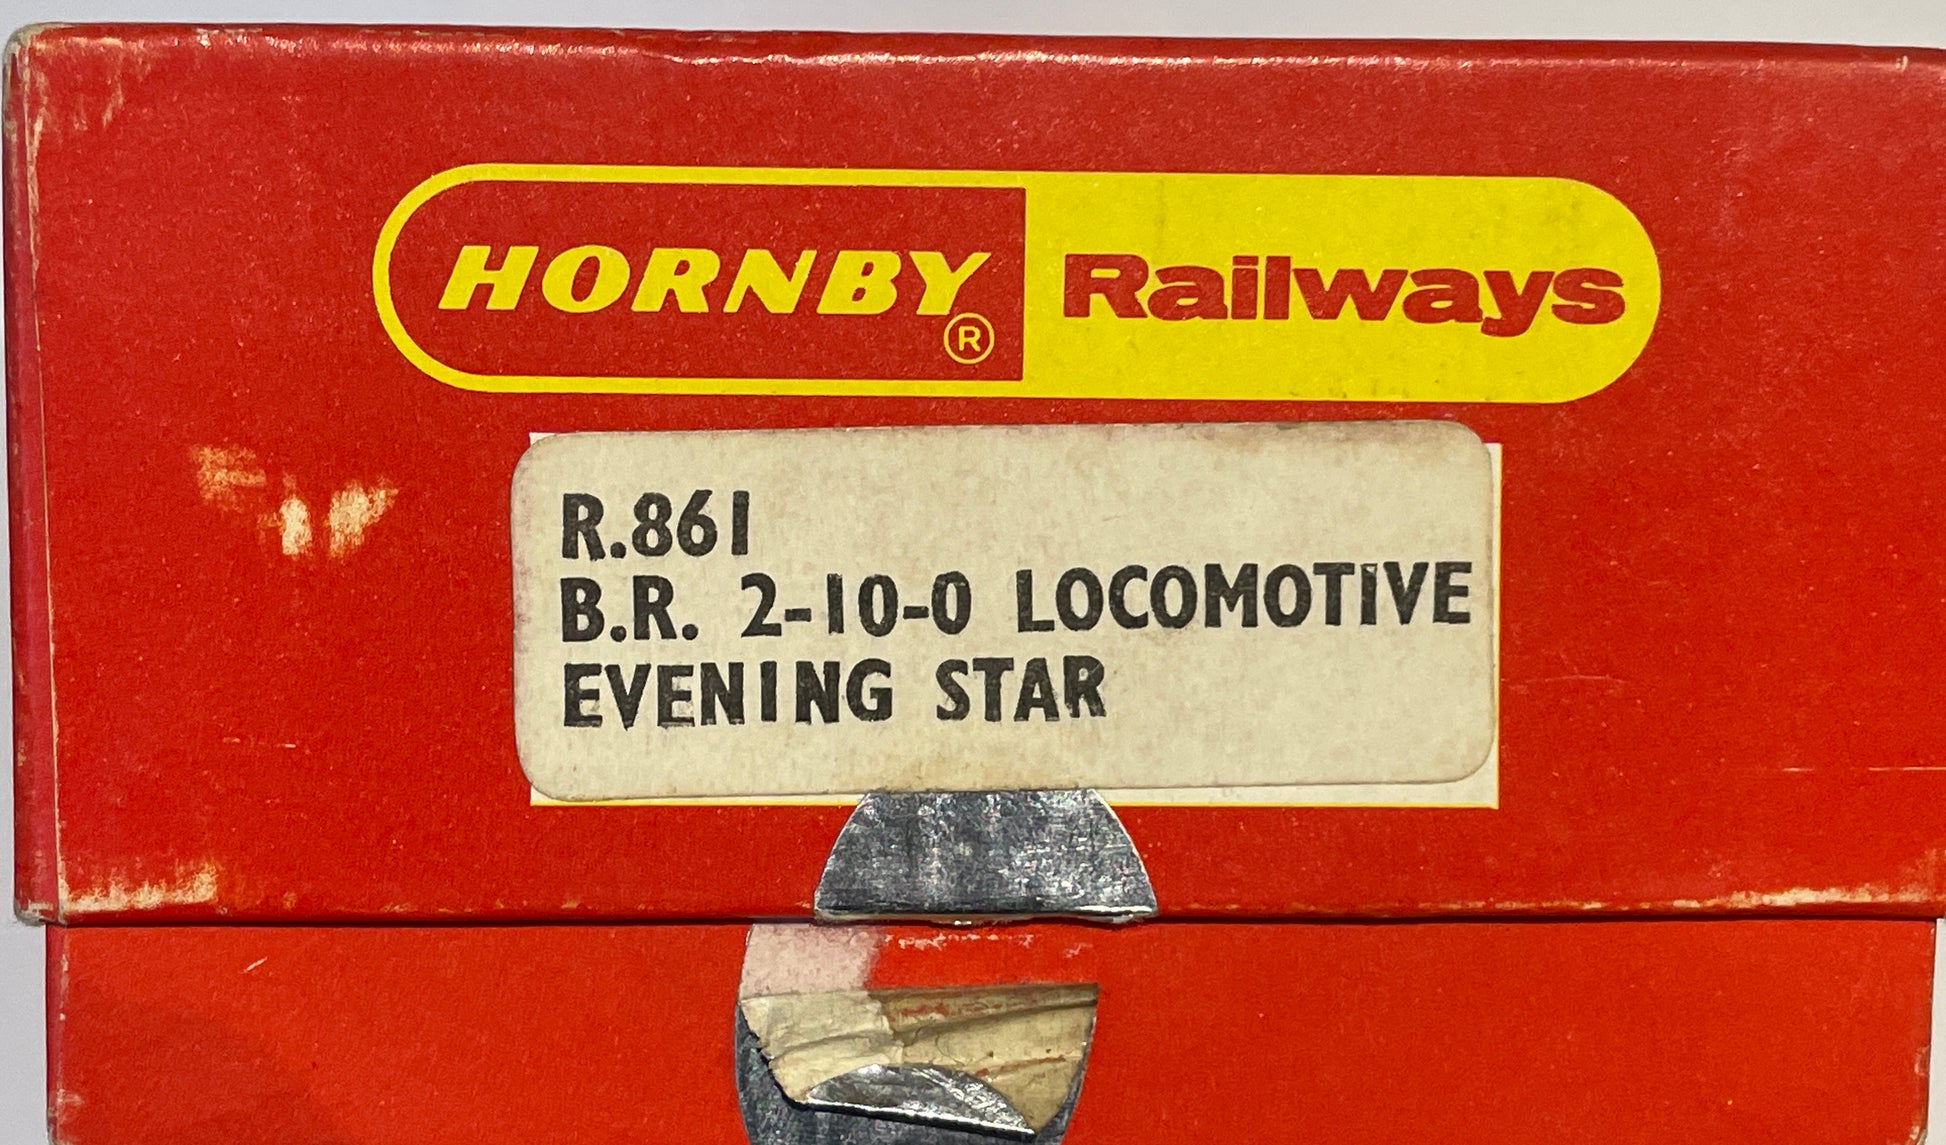 HORNBY® Railways
R.861
B.R. 2-10-0 LOCOMOTIVE
EVENING STAR